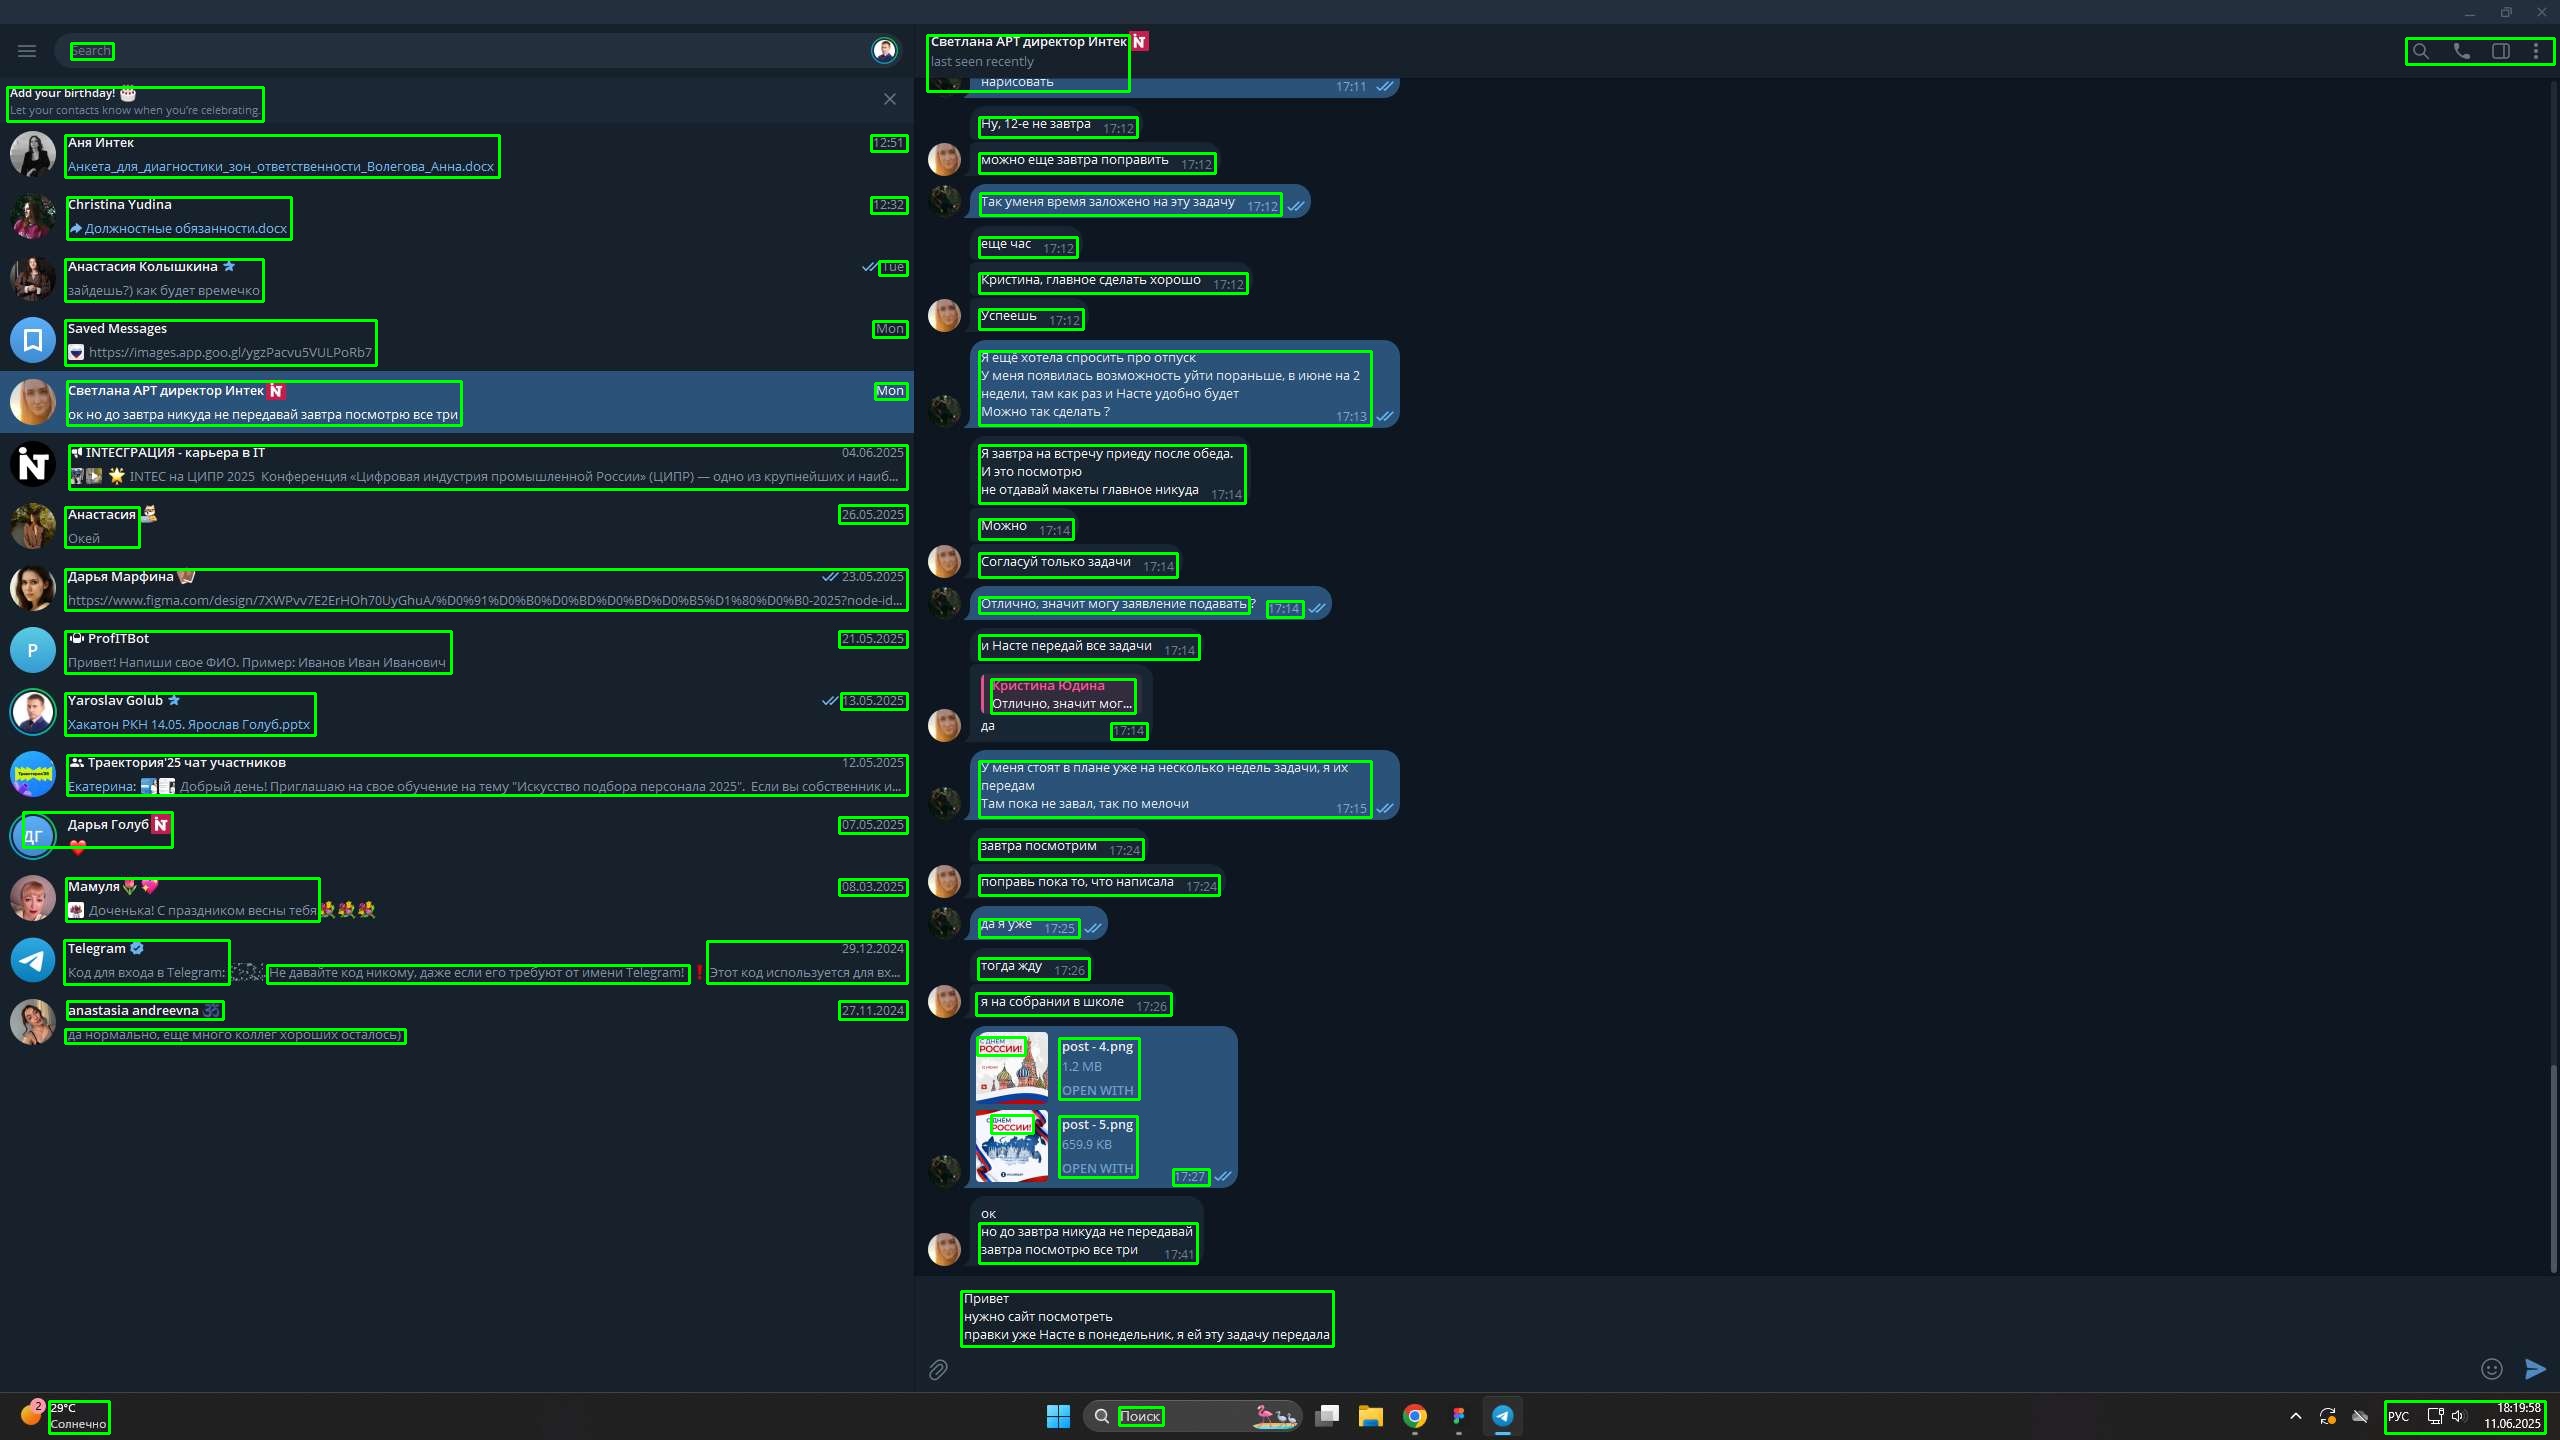 Search
Add your birthday! 🎂
Let your contacts know when you're celebrating.
Аня Интек 12:51
Анкета_для_диагностики_зон_ответственности_Волегова_Анна.docx
Christina Yudina 12:32
Должностные обязанности.docx
Анастасия Колышкина Tue
зайдешь?) как будет времечко
Saved Messages Mon
https://images.app.goo.gl/ygzPacvu5VULPoRb7
Светлана АРТ директор Интек Mon
ок но до завтра никуда не передавай завтра посмотрю все три
INTECГРАЦИЯ - карьера в IT 04.06.2025
🌟 INTEC на ЦИПР 2025 Конференция «Цифровая индустрия промышленной России» (ЦИПР) — одно из крупнейших и наиб...
Анастасия 26.05.2025
Окей
Дарья Марфина 23.05.2025
https://www.figma.com/design/7XWPvv7E2ErHOh70UyGhuA/%D0%91%D0%B0%D0%BD%D0%BD%D0%B5%D1%80%D0%B0-2025?node-id...
P
ProfITBot 21.05.2025
Привет! Напиши свое ФИО. Пример: Иванов Иван Иванович
Yaroslav Golub 13.05.2025
Хакатон РКН 14.05. Ярослав Голуб.pptx
Траектория'25 чат участников 12.05.2025
Екатерина: Добрый день! Приглашаю на свое обучение на тему "Искусство подбора персонала 2025". Если вы собственник и...
ДГ
Дарья Голуб 07.05.2025
❤️
Мамуля🌷💖 08.03.2025
Доченька! С праздником весны тебя💐💐💐
Telegram 29.12.2024
Код для входа в Telegram: Не давайте код никому, даже если его требуют от имени Telegram! ❗ Этот код используется для вх...
anastasia andreevna 🕉 27.11.2024
да нормально, еще много коллег хороших осталось)
Светлана АРТ директор Интек
last seen recently
нарисовать 17:11
Ну, 12-е не завтра 17:12
можно еще завтра поправить 17:12
Так уменя время заложено на эту задачу 17:12
еще час 17:12
Кристина, главное сделать хорошо 17:12
Успеешь 17:12
Я ещё хотела спросить про отпуск
У меня появилась возможность уйти пораньше, в июне на 2
недели, там как раз и Насте удобно будет
Можно так сделать ? 17:13
Я завтра на встречу приеду после обеда.
И это посмотрю
не отдавай макеты главное никуда 17:14
Можно 17:14
Согласуй только задачи 17:14
Отлично, значит могу заявление подавать ? 17:14
и Насте передай все задачи 17:14
Кристина Юдина
Отлично, значит мог...
да 17:14
У меня стоят в плане уже на несколько недель задачи, я их
передам
Там пока не завал, так по мелочи 17:15
завтра посмотрим 17:24
поправь пока то, что написала 17:24
да я уже 17:25
тогда жду 17:26
я на собрании в школе 17:26
С ДНЁМ
РОССИИ!
post - 4.png
1.2 MB
OPEN WITH
С ДНЁМ
РОССИИ!
post - 5.png
659.9 KB
OPEN WITH
17:27
ок
но до завтра никуда не передавай
завтра посмотрю все три 17:41
Привет
нужно сайт посмотреть
правки уже Насте в понедельник, я ей эту задачу передала
2
29°C
Солнечно
Поиск
РУС
18:19:58
11.06.2025